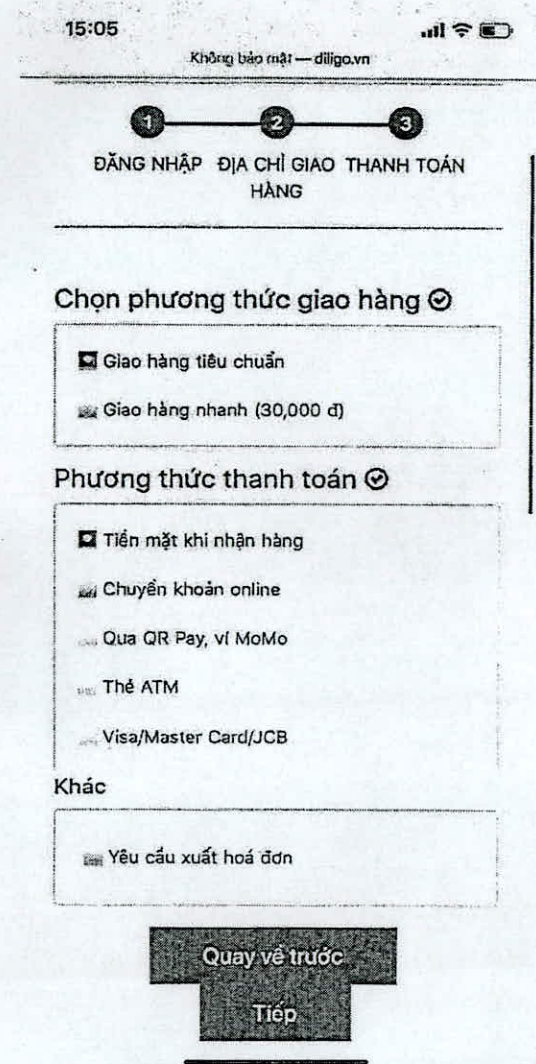 15:05
Không bảo mật — diligo.vn
1 2 3
ĐĂNG NHẬP ĐỊA CHỈ GIAO HÀNG THANH TOÁN
Chọn phương thức giao hàng
Giao hàng tiêu chuẩn
Giao hàng nhanh (30,000 đ)
Phương thức thanh toán
Tiền mặt khi nhận hàng
Chuyển khoản online
Qua QR Pay, ví MoMo
Thẻ ATM
Visa/Master Card/JCB
Khác
Yêu cầu xuất hoá đơn
Quay về trước
Tiếp